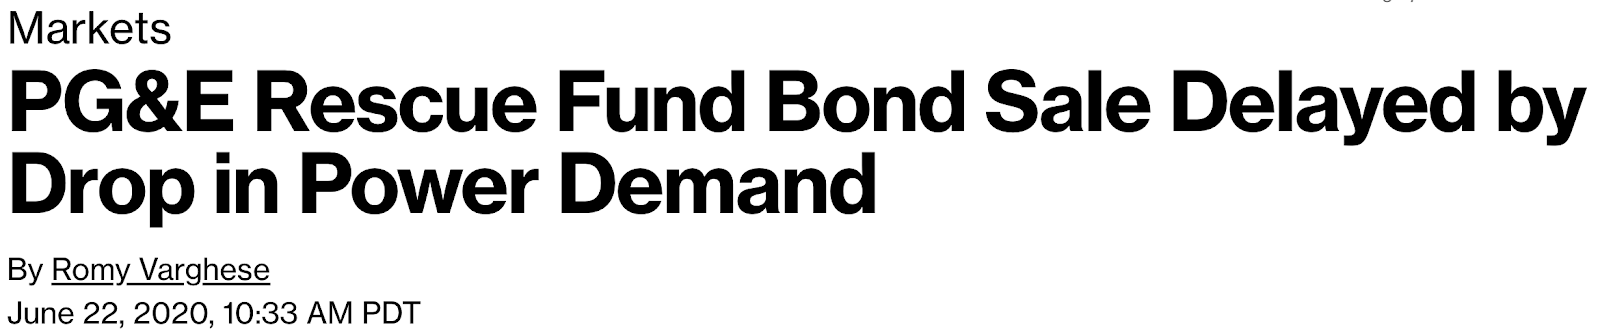 Markets
PG&E Rescue Fund Bond Sale Delayed by
Drop in Power Demand
By Romy Varghese
June 22, 2020, 10:33 AM PDT